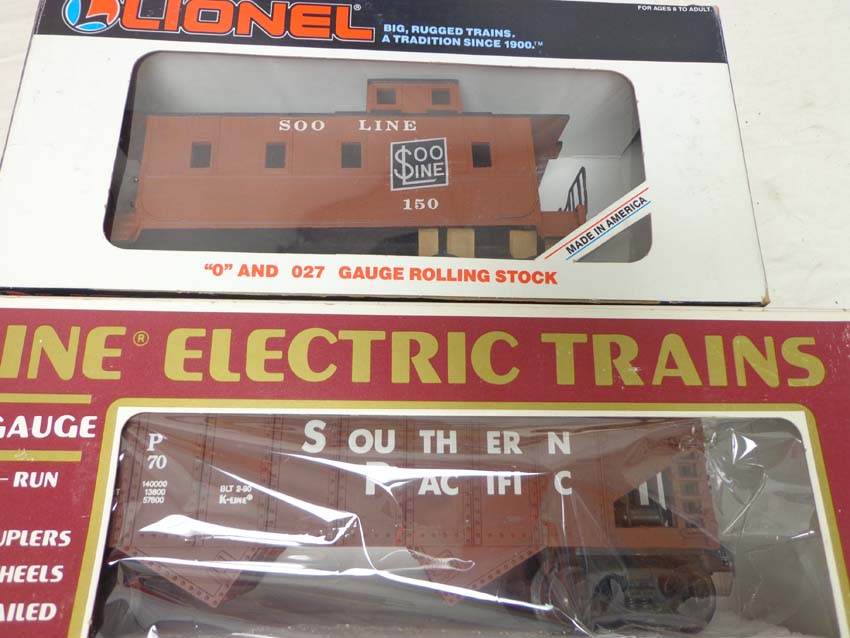 LIONEL®
BIG, RUGGED TRAINS.
A TRADITION SINCE 1900.™
FOR AGES 8 TO ADULT
SOO LINE
SOO LINE
150
MADE IN AMERICA
"O" AND 027 GAUGE ROLLING STOCK
INE® ELECTRIC TRAINS
GAUGE
- RUN
UPLERS
HEELS
AILED
P
70
140000
13800
57600
BLT 2-90
K-LINE®
SOUTHERN
PACIFIC